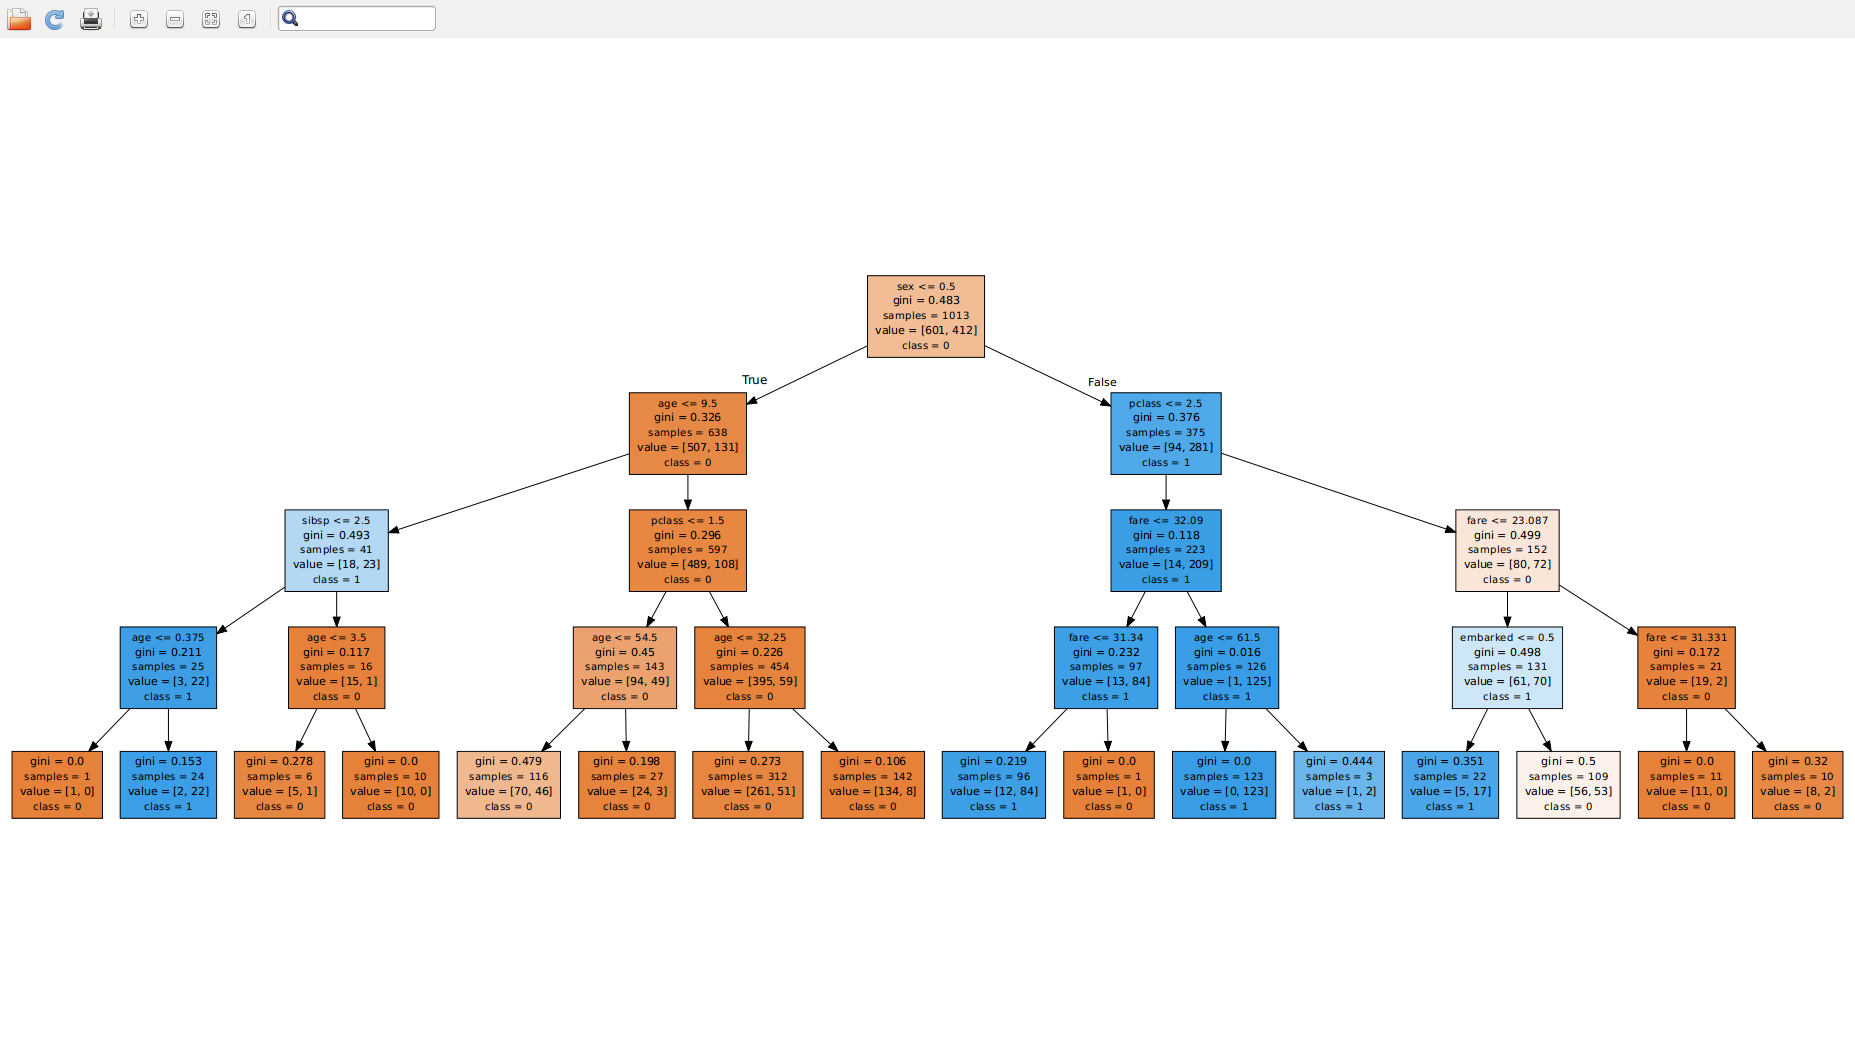 1
sex <= 0.5
gini = 0.483
samples = 1013
value = [601, 412]
class = 0
True
False
age <= 9.5
gini = 0.326
samples = 638
value = [507, 131]
class = 0
pclass <= 2.5
gini = 0.376
samples = 375
value = [94, 281]
class = 1
sibsp <= 2.5
gini = 0.493
samples = 41
value = [18, 23]
class = 1
pclass <= 1.5
gini = 0.296
samples = 597
value = [489, 108]
class = 0
fare <= 32.09
gini = 0.118
samples = 223
value = [14, 209]
class = 1
fare <= 23.087
gini = 0.499
samples = 152
value = [80, 72]
class = 0
age <= 0.375
gini = 0.211
samples = 25
value = [3, 22]
class = 1
age <= 3.5
gini = 0.117
samples = 16
value = [15, 1]
class = 0
age <= 54.5
gini = 0.45
samples = 143
value = [94, 49]
class = 0
age <= 32.25
gini = 0.226
samples = 454
value = [395, 59]
class = 0
fare <= 31.34
gini = 0.232
samples = 97
value = [13, 84]
class = 1
age <= 61.5
gini = 0.016
samples = 126
value = [1, 125]
class = 1
embarked <= 0.5
gini = 0.498
samples = 131
value = [61, 70]
class = 1
fare <= 31.331
gini = 0.172
samples = 21
value = [19, 2]
class = 0
gini = 0.0
samples = 1
value = [1, 0]
class = 0
gini = 0.153
samples = 24
value = [2, 22]
class = 1
gini = 0.278
samples = 6
value = [5, 1]
class = 0
gini = 0.0
samples = 10
value = [10, 0]
class = 0
gini = 0.479
samples = 116
value = [70, 46]
class = 0
gini = 0.198
samples = 27
value = [24, 3]
class = 0
gini = 0.273
samples = 312
value = [261, 51]
class = 0
gini = 0.106
samples = 142
value = [134, 8]
class = 0
gini = 0.219
samples = 96
value = [12, 84]
class = 1
gini = 0.0
samples = 1
value = [1, 0]
class = 0
gini = 0.0
samples = 123
value = [0, 123]
class = 1
gini = 0.444
samples = 3
value = [1, 2]
class = 1
gini = 0.351
samples = 22
value = [5, 17]
class = 1
gini = 0.5
samples = 109
value = [56, 53]
class = 0
gini = 0.0
samples = 11
value = [11, 0]
class = 0
gini = 0.32
samples = 10
value = [8, 2]
class = 0